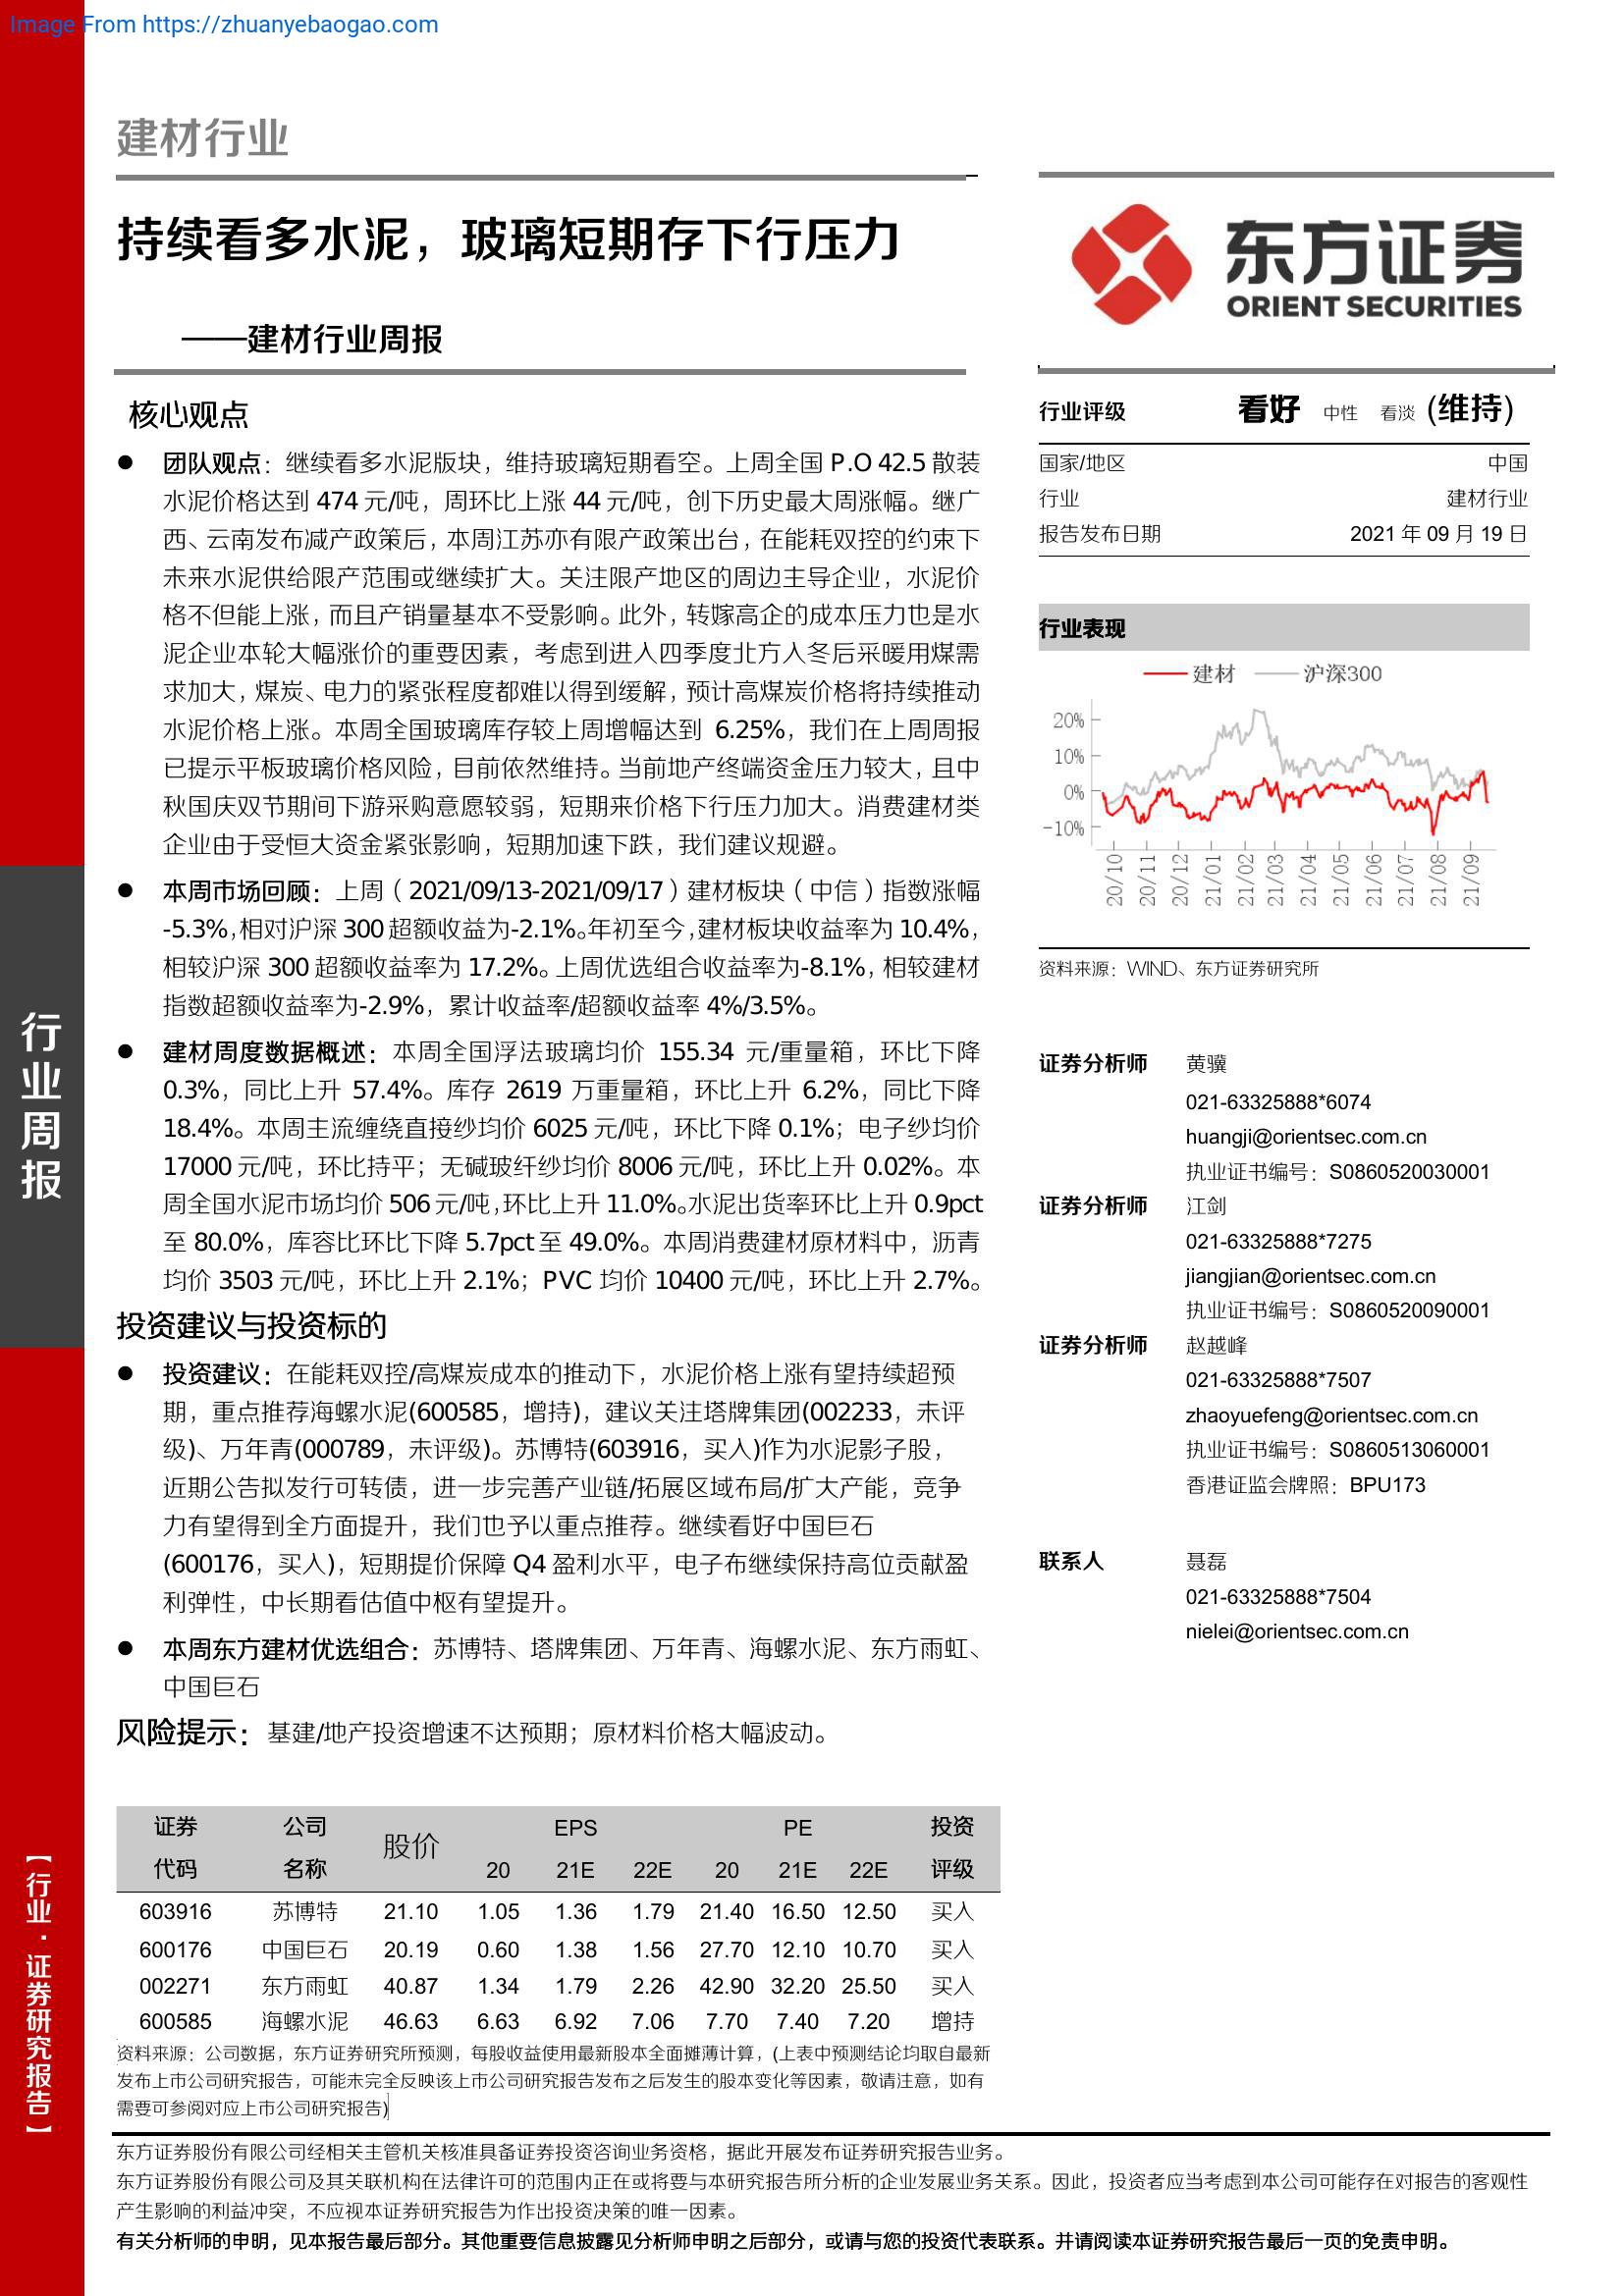 Image From https://zhuanyebaogao.com
建材行业
持续看多水泥，玻璃短期存下行压力
——建材行业周报
核心观点
● 团队观点：继续看多水泥版块，维持玻璃短期看空。上周全国 P.O 42.5 散装
水泥价格达到 474 元/吨，周环比上涨 44 元/吨，创下历史最大周涨幅。继广
西、云南发布减产政策后，本周江苏亦有限产政策出台，在能耗双控的约束下
未来水泥供给限产范围或继续扩大。关注限产地区的周边主导企业，水泥价
格不但能上涨，而且产销量基本不受影响。此外，转嫁高企的成本压力也是水
泥企业本轮大幅涨价的重要因素，考虑到进入四季度北方入冬后采暖用煤需
求加大，煤炭、电力的紧张程度都难以得到缓解，预计高煤炭价格将持续推动
水泥价格上涨。本周全国玻璃库存较上周增幅达到 6.25%，我们在上周周报
已提示平板玻璃价格风险，目前依然维持。当前地产终端资金压力较大，且中
秋国庆双节期间下游采购意愿较弱，短期来价格下行压力加大。消费建材类
企业由于受恒大资金紧张影响，短期加速下跌，我们建议规避。
● 本周市场回顾：上周（2021/09/13-2021/09/17）建材板块（中信）指数涨幅
-5.3%，相对沪深 300 超额收益为-2.1%。年初至今，建材板块收益率为 10.4%，
相较沪深 300 超额收益率为 17.2%。上周优选组合收益率为-8.1%，相较建材
指数超额收益率为-2.9%，累计收益率/超额收益率 4%/3.5%。
● 建材周度数据概述：本周全国浮法玻璃均价 155.34 元/重量箱，环比下降
0.3%，同比上升 57.4%。库存 2619 万重量箱，环比上升 6.2%，同比下降
18.4%。本周主流缠绕直接纱均价 6025 元/吨，环比下降 0.1%；电子纱均价
17000 元/吨，环比持平；无碱玻纤纱均价 8006 元/吨，环比上升 0.02%。本
周全国水泥市场均价 506 元/吨，环比上升 11.0%。水泥出货率环比上升 0.9pct
至 80.0%，库容比环比下降 5.7pct 至 49.0%。本周消费建材原材料中，沥青
均价 3503 元/吨，环比上升 2.1%；PVC 均价 10400 元/吨，环比上升 2.7%。
投资建议与投资标的
● 投资建议：在能耗双控/高煤炭成本的推动下，水泥价格上涨有望持续超预
期，重点推荐海螺水泥(600585，增持)，建议关注塔牌集团(002233，未评
级)、万年青(000789，未评级)。苏博特(603916，买入)作为水泥影子股，
近期公告拟发行可转债，进一步完善产业链/拓展区域布局/扩大产能，竞争
力有望得到全方面提升，我们也予以重点推荐。继续看好中国巨石
(600176，买入)，短期提价保障 Q4 盈利水平，电子布继续保持高位贡献盈
利弹性，中长期看估值中枢有望提升。
● 本周东方建材优选组合：苏博特、塔牌集团、万年青、海螺水泥、东方雨虹、
中国巨石
风险提示：基建/地产投资增速不达预期；原材料价格大幅波动。
证券 公司 股价 EPS PE 投资
代码 名称 20 21E 22E 20 21E 22E 评级
603916 苏博特 21.10 1.05 1.36 1.79 21.40 16.50 12.50 买入
600176 中国巨石 20.19 0.60 1.38 1.56 27.70 12.10 10.70 买入
002271 东方雨虹 40.87 1.34 1.79 2.26 42.90 32.20 25.50 买入
600585 海螺水泥 46.63 6.63 6.92 7.06 7.70 7.40 7.20 增持
资料来源：公司数据，东方证券研究所预测，每股收益使用最新股本全面摊薄计算，(上表中预测结论均取自最新
发布上市公司研究报告，可能未完全反映该上市公司研究报告发布之后发生的股本变化等因素，敬请注意，如有
需要可参阅对应上市公司研究报告)
东方证券
ORIENT SECURITIES
行业评级 看好 中性 看淡 (维持)
国家/地区 中国
行业 建材行业
报告发布日期 2021 年 09 月 19 日
行业表现
建材 沪深300
20%
10%
0%
-10%
20/10 20/11 20/12 21/01 21/02 21/03 21/04 21/05 21/06 21/07 21/08 21/09
资料来源：WIND、东方证券研究所
证券分析师 黄骥
021-63325888*6074
huangji@orientsec.com.cn
执业证书编号：S0860520030001
证券分析师 江剑
021-63325888*7275
jiangjian@orientsec.com.cn
执业证书编号：S0860520090001
证券分析师 赵越峰
021-63325888*7507
zhaoyuefeng@orientsec.com.cn
执业证书编号：S0860513060001
香港证监会牌照：BPU173
联系人 聂磊
021-63325888*7504
nielei@orientsec.com.cn
行业周报
【行业·证券研究报告】
东方证券股份有限公司经相关主管机关核准具备证券投资咨询业务资格，据此开展发布证券研究报告业务。
东方证券股份有限公司及其关联机构在法律许可的范围内正在或将要与本研究报告所分析的企业发展业务关系。因此，投资者应当考虑到本公司可能存在对报告的客观性
产生影响的利益冲突，不应视本证券研究报告为作出投资决策的唯一因素。
有关分析师的申明，见本报告最后部分。其他重要信息披露见分析师申明之后部分，或请与您的投资代表联系。并请阅读本证券研究报告最后一页的免责申明。